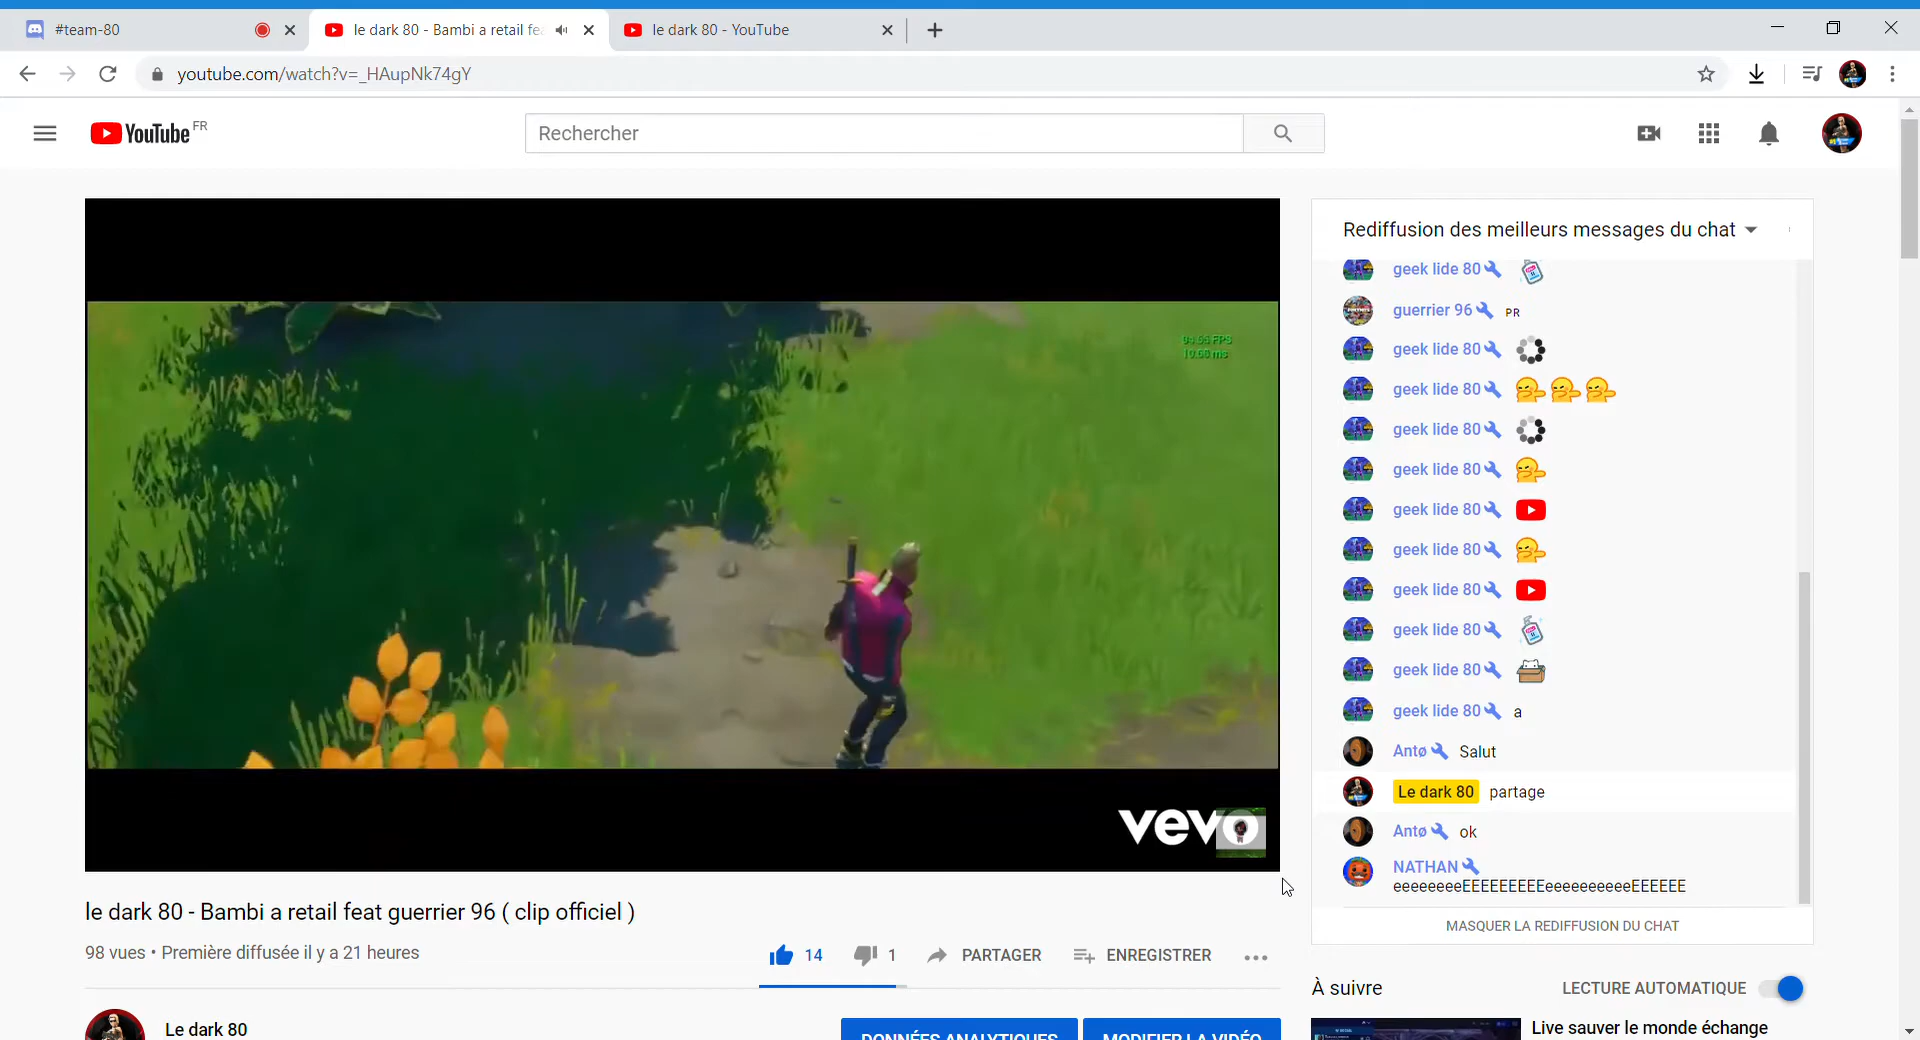 #team-80
le dark 80 - Bambi a retail fe
le dark 80 - YouTube
youtube.com/watch?v=_HAupNk74gY
YouTube FR
Rechercher
94.55 FPS
vevo
Rediffusion des meilleurs messages du chat
geek lide 80
guerrier 96 PR
geek lide 80
geek lide 80
geek lide 80
geek lide 80
geek lide 80
geek lide 80
geek lide 80
geek lide 80
geek lide 80
geek lide 80 a
Antø Salut
Le dark 80 partage
Antø ok
NATHAN
eeeeeeeeEEEEEEEEEeeeeeeeeeeEEEEEE
MASQUER LA REDIFFUSION DU CHAT
le dark 80 - Bambi a retail feat guerrier 96 ( clip officiel )
98 vues • Première diffusée il y a 21 heures
14
1
PARTAGER
ENREGISTRER
Le dark 80
DONNÉES ANALYTIQUES
MODIFIER LA VIDÉO
À suivre
LECTURE AUTOMATIQUE
Live sauver le monde échange